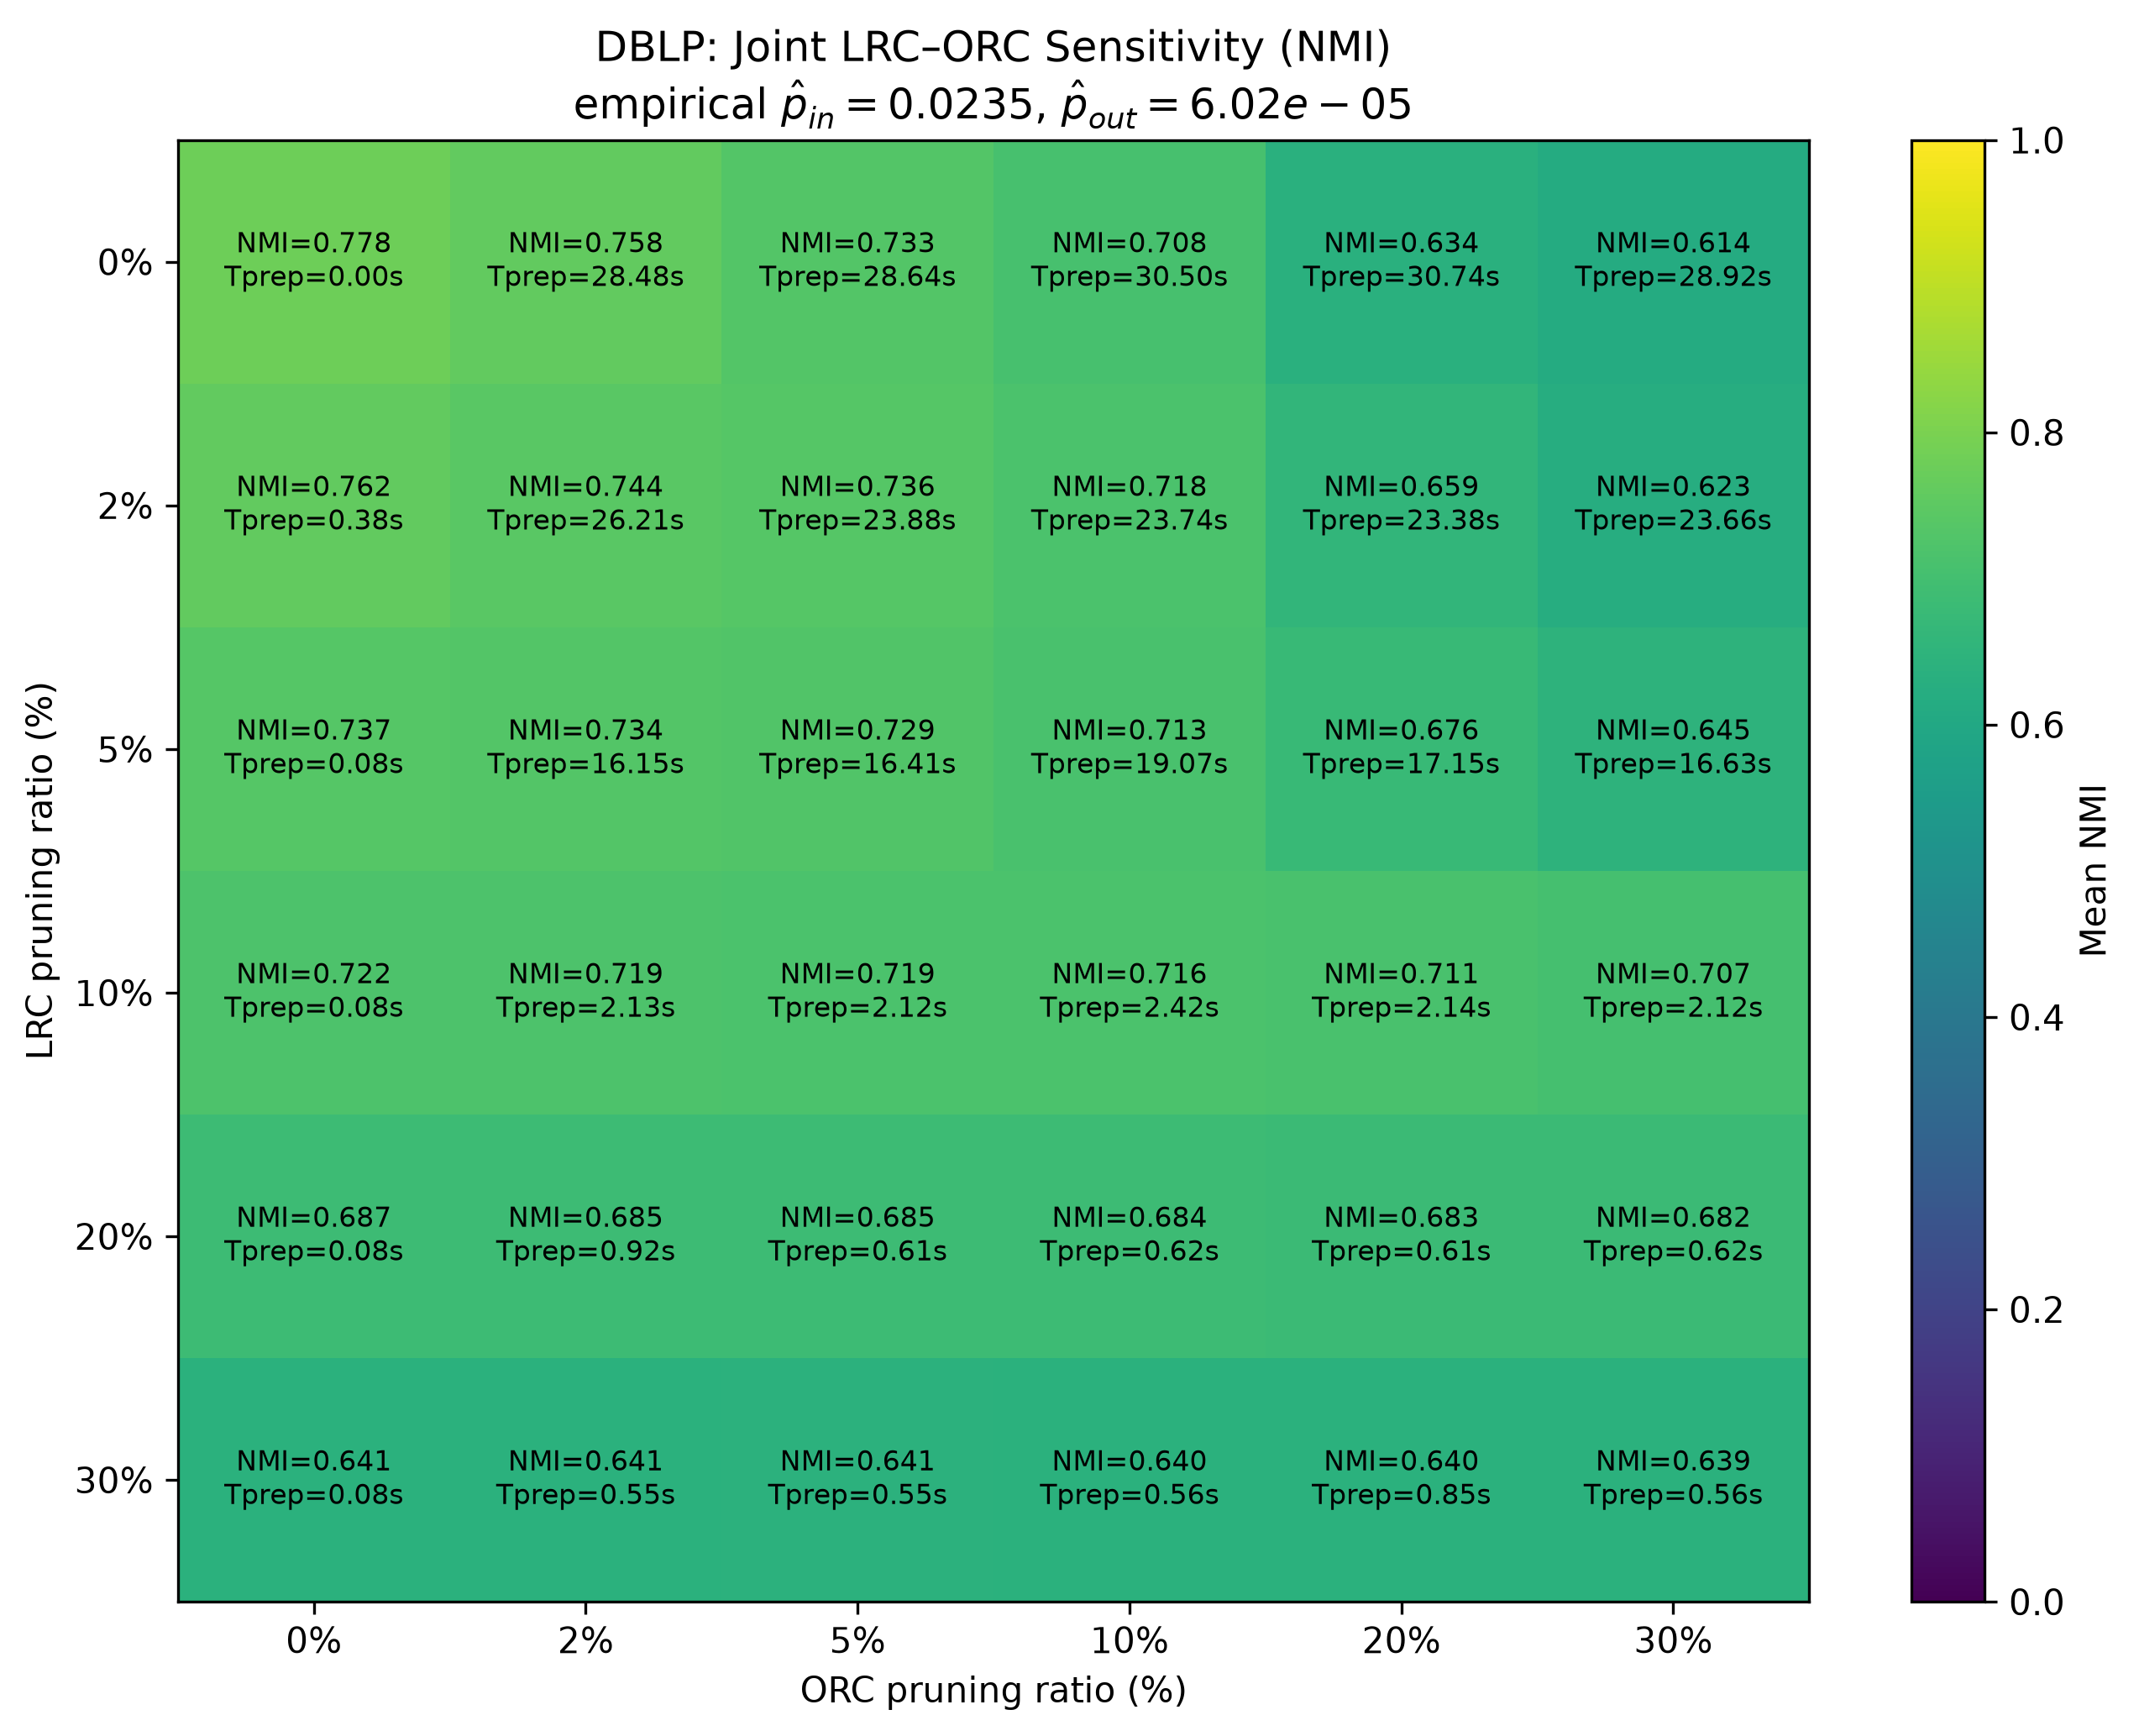 DBLP: Joint LRC–ORC Sensitivity (NMI)
empirical p̂_in = 0.0235, p̂_out = 6.02e − 05
LRC pruning ratio (%)
0%
NMI=0.778
Tprep=0.00s
NMI=0.758
Tprep=28.48s
NMI=0.733
Tprep=28.64s
NMI=0.708
Tprep=30.50s
NMI=0.634
Tprep=30.74s
NMI=0.614
Tprep=28.92s
2%
NMI=0.762
Tprep=0.38s
NMI=0.744
Tprep=26.21s
NMI=0.736
Tprep=23.88s
NMI=0.718
Tprep=23.74s
NMI=0.659
Tprep=23.38s
NMI=0.623
Tprep=23.66s
5%
NMI=0.737
Tprep=0.08s
NMI=0.734
Tprep=16.15s
NMI=0.729
Tprep=16.41s
NMI=0.713
Tprep=19.07s
NMI=0.676
Tprep=17.15s
NMI=0.645
Tprep=16.63s
10%
NMI=0.722
Tprep=0.08s
NMI=0.719
Tprep=2.13s
NMI=0.719
Tprep=2.12s
NMI=0.716
Tprep=2.42s
NMI=0.711
Tprep=2.14s
NMI=0.707
Tprep=2.12s
20%
NMI=0.687
Tprep=0.08s
NMI=0.685
Tprep=0.92s
NMI=0.685
Tprep=0.61s
NMI=0.684
Tprep=0.62s
NMI=0.683
Tprep=0.61s
NMI=0.682
Tprep=0.62s
30%
NMI=0.641
Tprep=0.08s
NMI=0.641
Tprep=0.55s
NMI=0.641
Tprep=0.55s
NMI=0.640
Tprep=0.56s
NMI=0.640
Tprep=0.85s
NMI=0.639
Tprep=0.56s
0%
2%
5%
10%
20%
30%
ORC pruning ratio (%)
1.0
0.8
0.6
0.4
0.2
0.0
Mean NMI